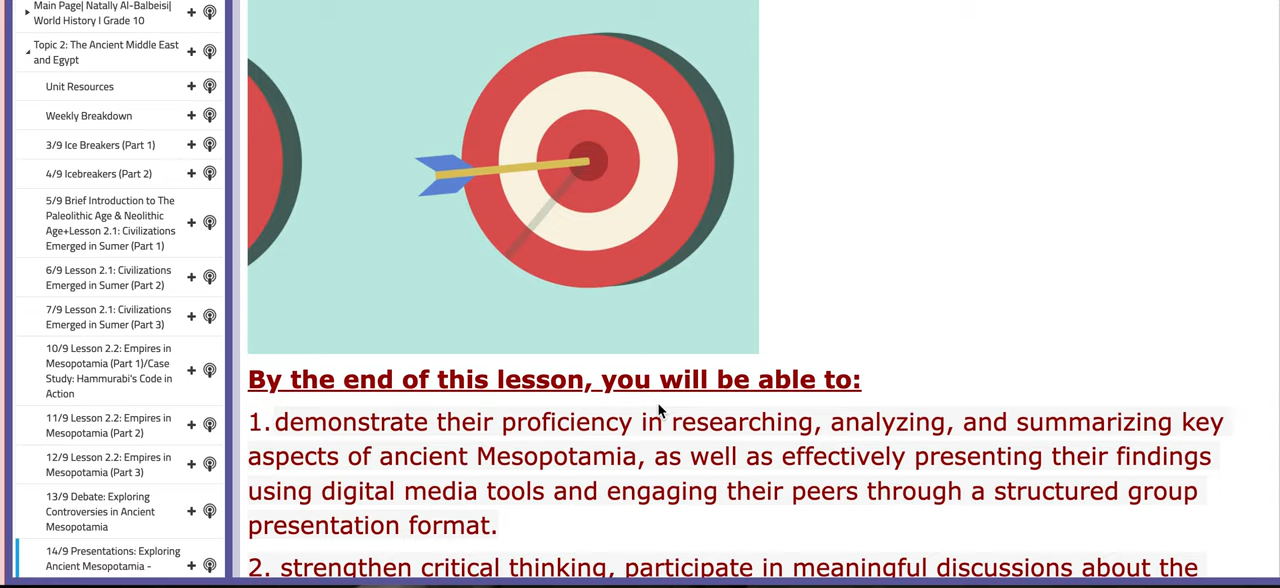 Main Page| Natally Al-Balbeisi|
World History I Grade 10
Topic 2: The Ancient Middle East
and Egypt
Unit Resources
Weekly Breakdown
3/9 Ice Breakers (Part 1)
4/9 Icebreakers (Part 2)
5/9 Brief Introduction to The
Paleolithic Age & Neolithic
Age+Lesson 2.1: Civilizations
Emerged in Sumer (Part 1)
6/9 Lesson 2.1: Civilizations
Emerged in Sumer (Part 2)
7/9 Lesson 2.1: Civilizations
Emerged in Sumer (Part 3)
10/9 Lesson 2.2: Empires in
Mesopotamia (Part 1)/Case
Study: Hammurabi's Code in
Action
11/9 Lesson 2.2: Empires in
Mesopotamia (Part 2)
12/9 Lesson 2.2: Empires in
Mesopotamia (Part 3)
13/9 Debate: Exploring
Controversies in Ancient
Mesopotamia
14/9 Presentations: Exploring
Ancient Mesopotamia -
By the end of this lesson, you will be able to:
1. demonstrate their proficiency in researching, analyzing, and summarizing key
aspects of ancient Mesopotamia, as well as effectively presenting their findings
using digital media tools and engaging their peers through a structured group
presentation format.
2. strengthen critical thinking, participate in meaningful discussions about the